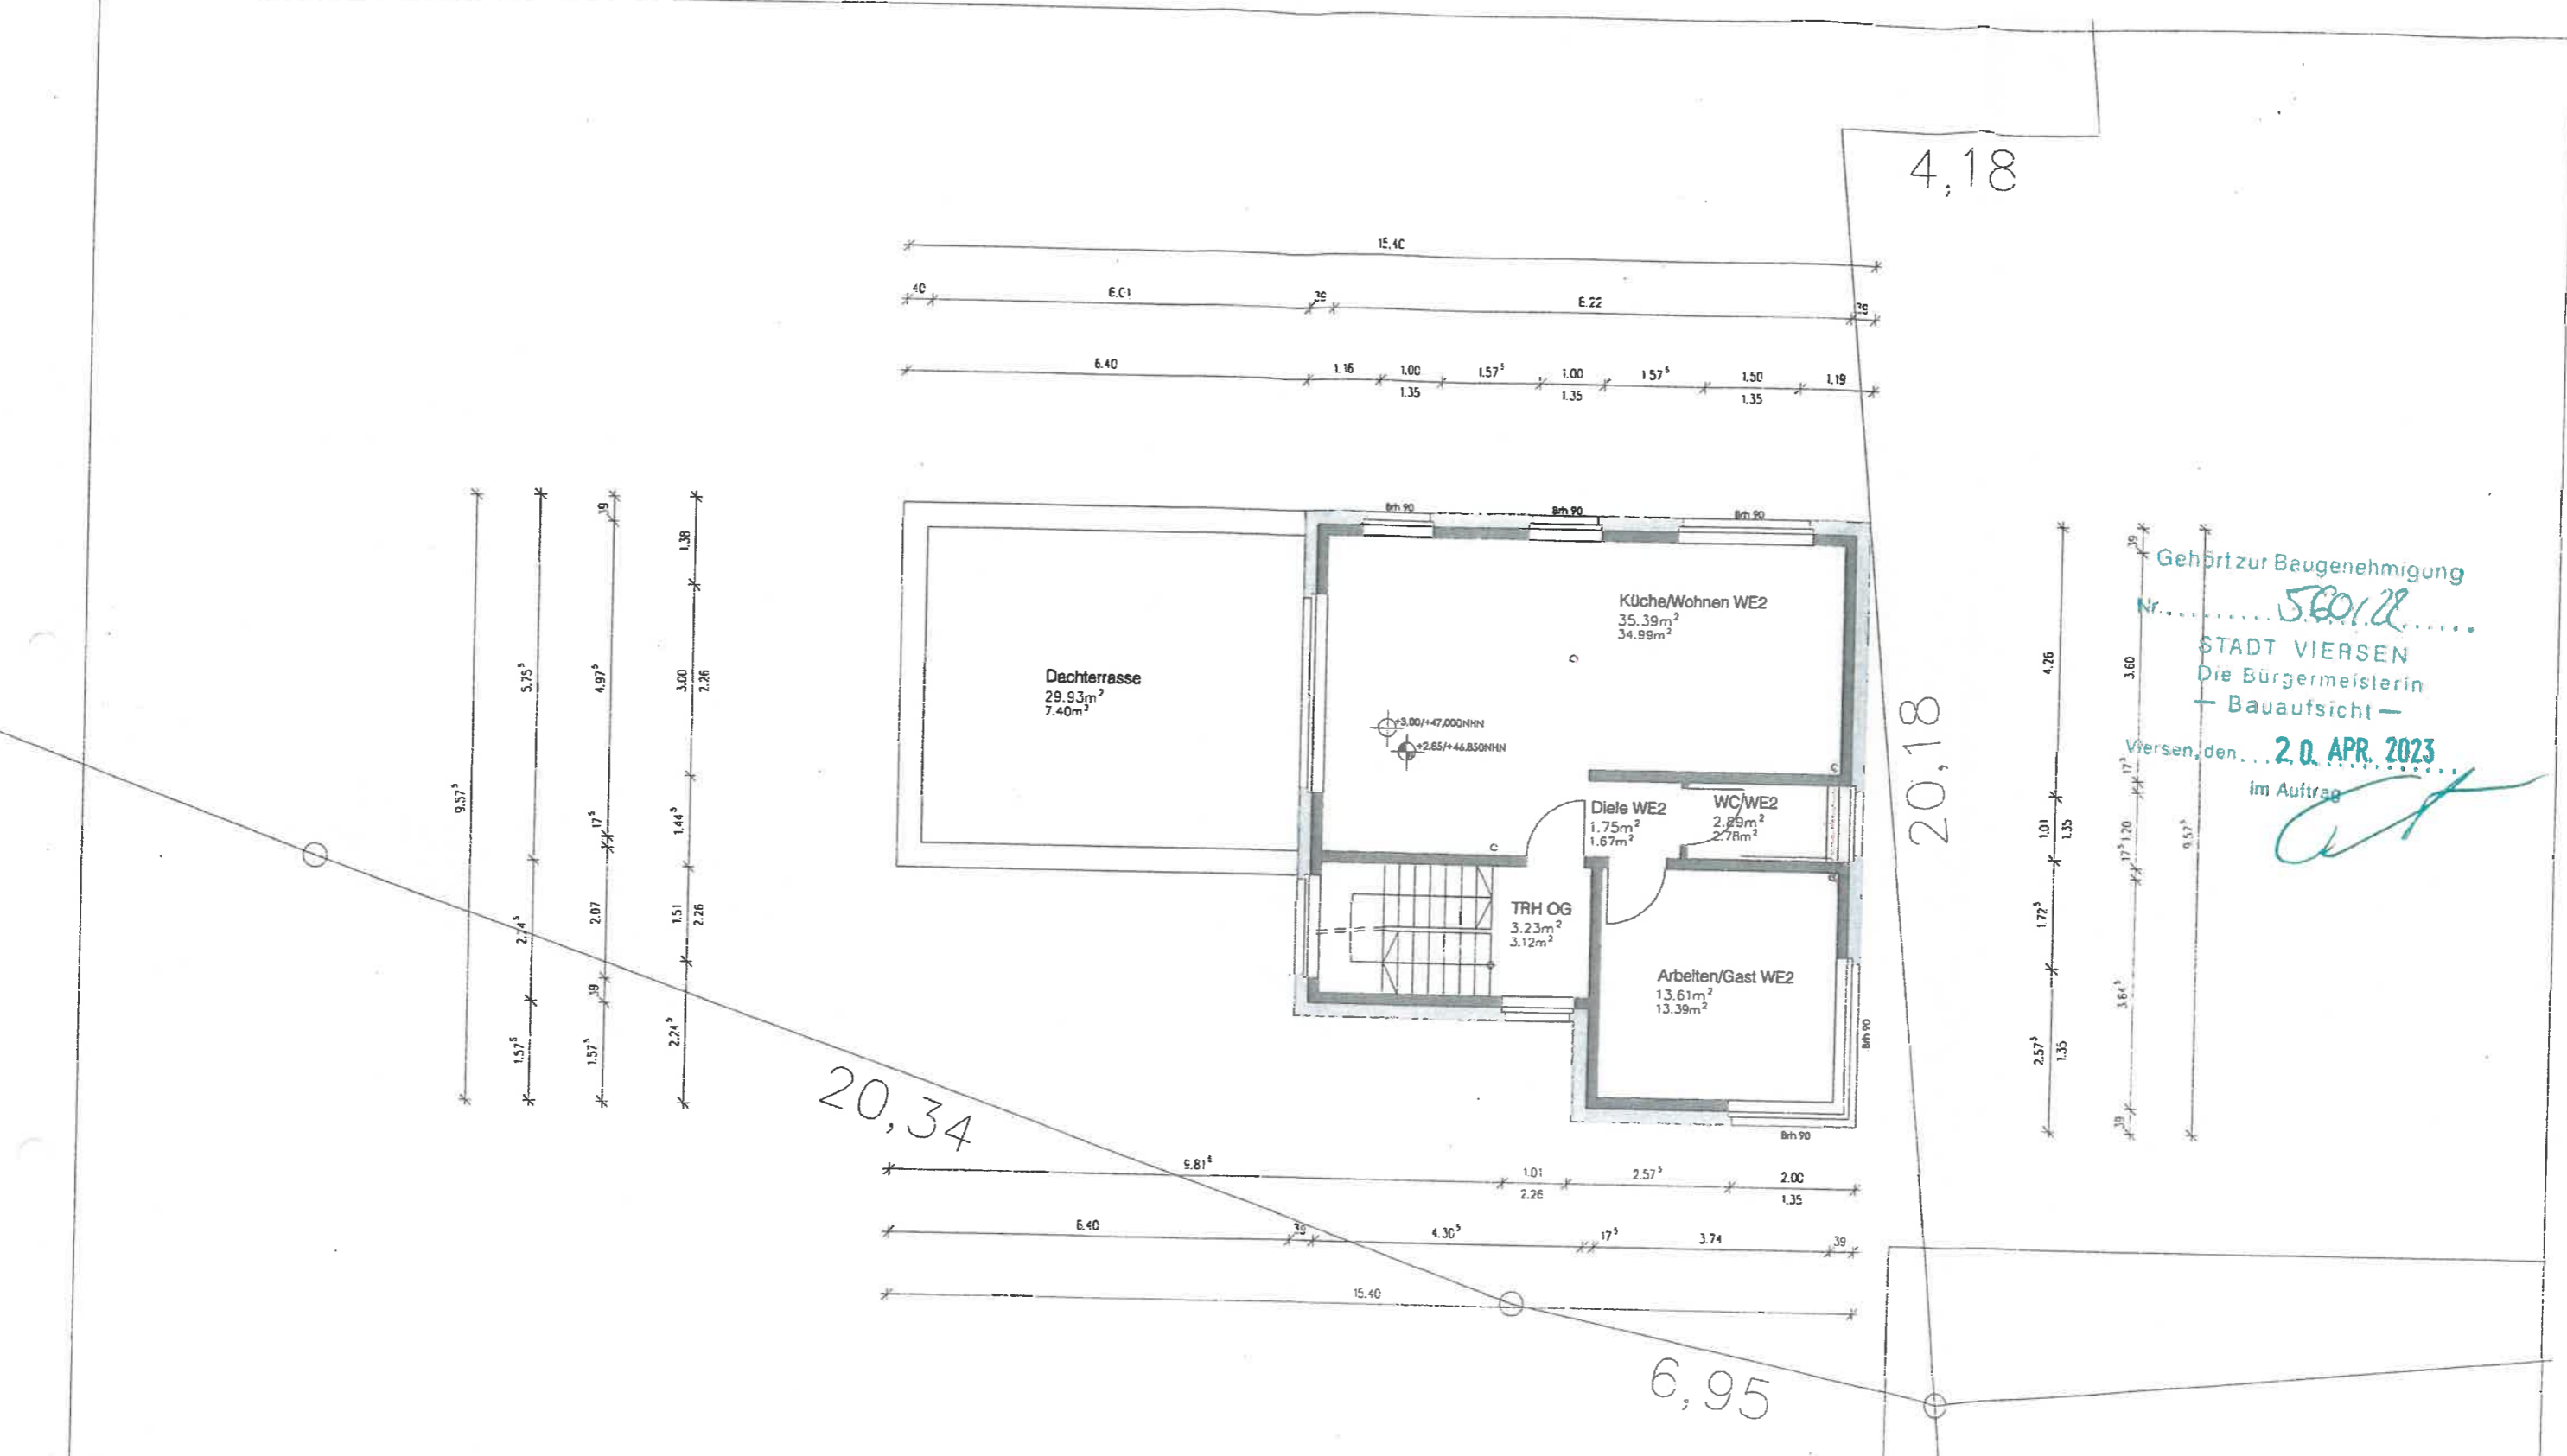 4,18
15.40
40
6.01
39
8.22
39
6.40
1.16
1.00
1.35
1.57⁵
1.00
1.35
1.57⁵
1.50
1.35
1.19
9.57⁵
5.75⁵
1.57⁵
39
4.97⁵
17⁵
2.07
39
1.57⁵
1.38
3.00
2.26
1.44⁵
1.51
2.26
2.24⁵
Brh 90
Brh 90
Brh 90
Küche/Wohnen WE2
35.39m²
34.99m²
Dachterrasse
29.93m²
7.40m²
+3.00/+47,000NHN
+2.85/+46.850NHN
Diele WE2
1.75m²
1.67m²
WC/WE2
2.89m²
2.78m²
TRH OG
3.23m²
3.12m²
Arbeiten/Gast WE2
13.61m²
13.39m²
Brh 90
Brh 90
20,18
4.26
1.01
1.35
1.72⁵
2.57⁵
1.35
39
3.60
17⁵
1.20
17⁵
3.64⁵
39
9.57⁵
Gehört zur Baugenehmigung
Nr. 560/22
STADT VIERSEN
Die Bürgermeisterin
— Bauaufsicht —
Viersen, den 20. APR. 2023
Im Auftrag
20,34
1.01
2.26
2.57⁵
2.00
1.35
6.40
39
4.30⁵
17⁵
3.74
39
15.40
6,95